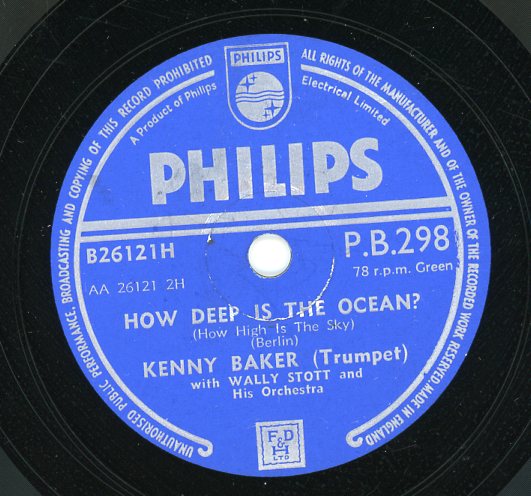 UNAUTHORISED PUBLIC PERFORMANCE, BROADCASTING AND COPYING OF THIS RECORD PROHIBITED
ALL RIGHTS OF THE MANUFACTURER AND OF THE OWNER OF THE RECORDED WORK RESERVED. MADE IN ENGLAND
A Product of Philips
PHILIPS
Electrical Limited
PHILIPS
B26121H
P.B.298
AA 26121 2H
78 r.p.m. Green
HOW DEEP IS THE OCEAN?
(How High Is The Sky)
(Berlin)
KENNY BAKER (Trumpet)
with WALLY STOTT and
His Orchestra
F&D
H
LTD